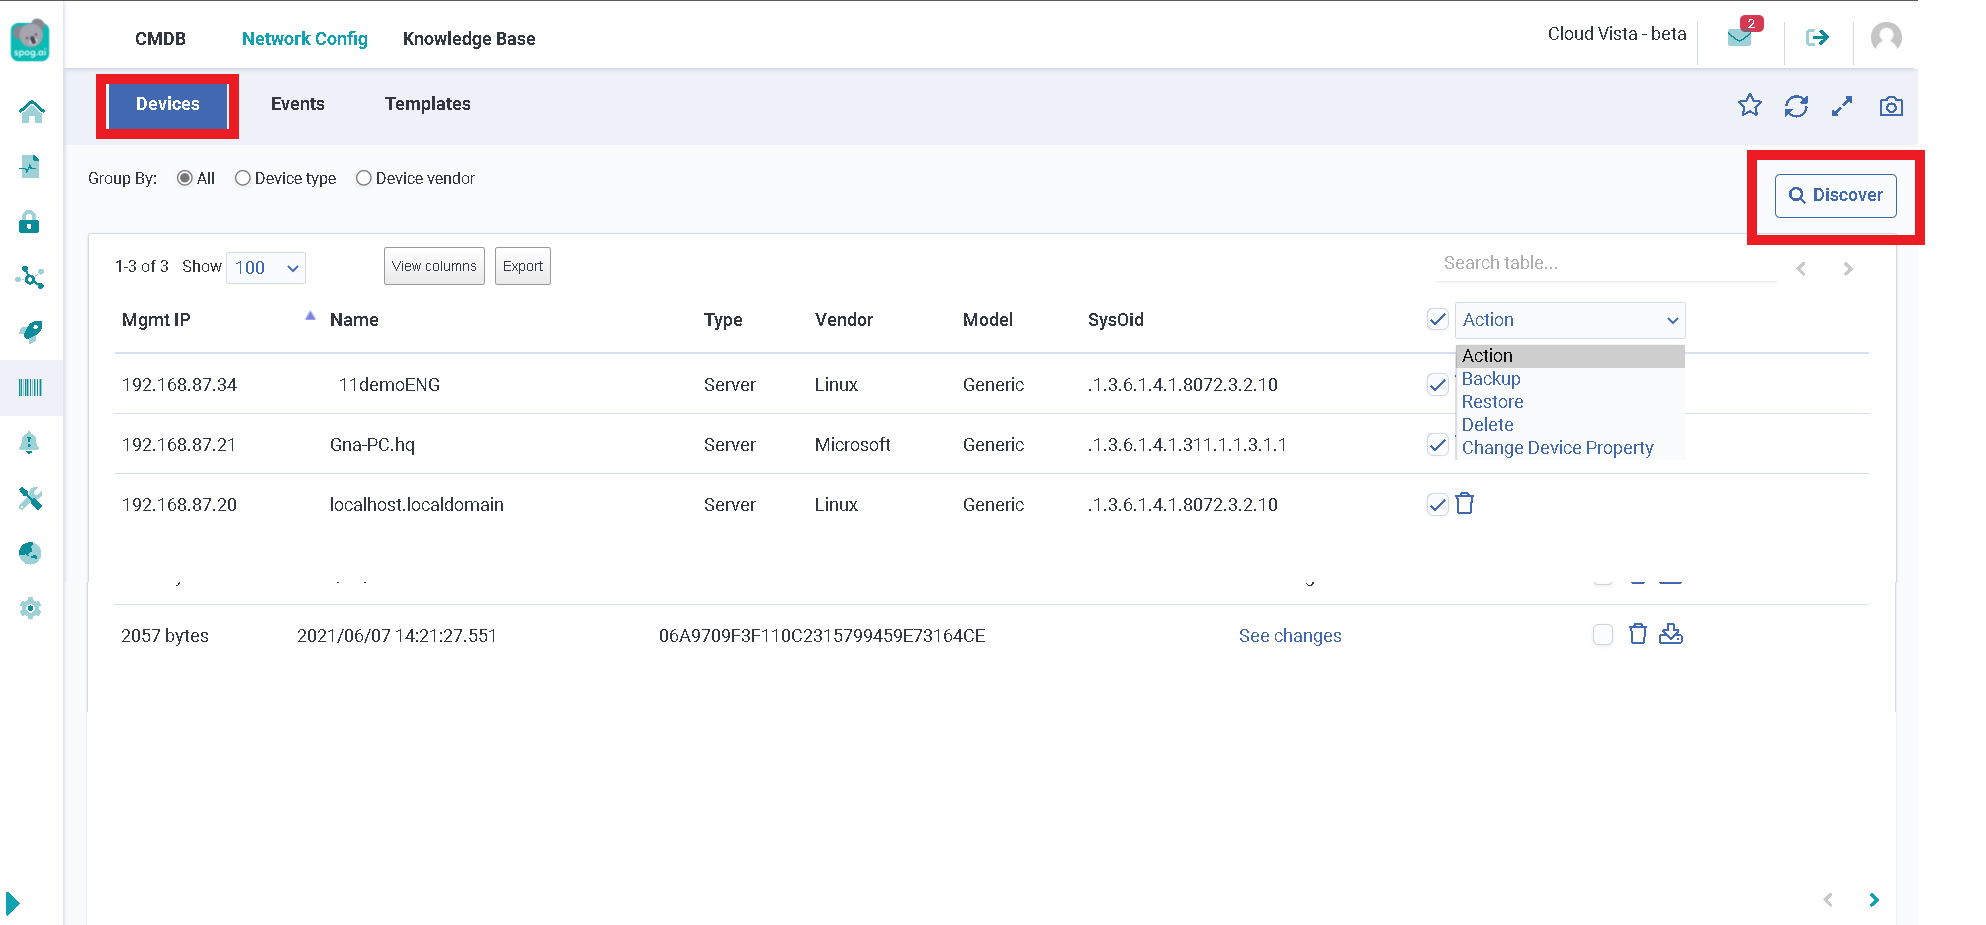 spog.ai
CMDB Network Config Knowledge Base Cloud Vista - beta 2
Devices Events Templates
Group By: All Device type Device vendor
Discover
1-3 of 3 Show 100 View columns Export Search table...
Mgmt IP Name Type Vendor Model SysOid Action
Action
192.168.87.34 11demoENG Server Linux Generic .1.3.6.1.4.1.8072.3.2.10
Backup
Restore
Delete
192.168.87.21 Gna-PC.hq Server Microsoft Generic .1.3.6.1.4.1.311.1.1.3.1.1
Change Device Property
192.168.87.20 localhost.localdomain Server Linux Generic .1.3.6.1.4.1.8072.3.2.10
2057 bytes 2021/06/07 14:21:27.551 06A9709F3F110C2315799459E73164CE See changes